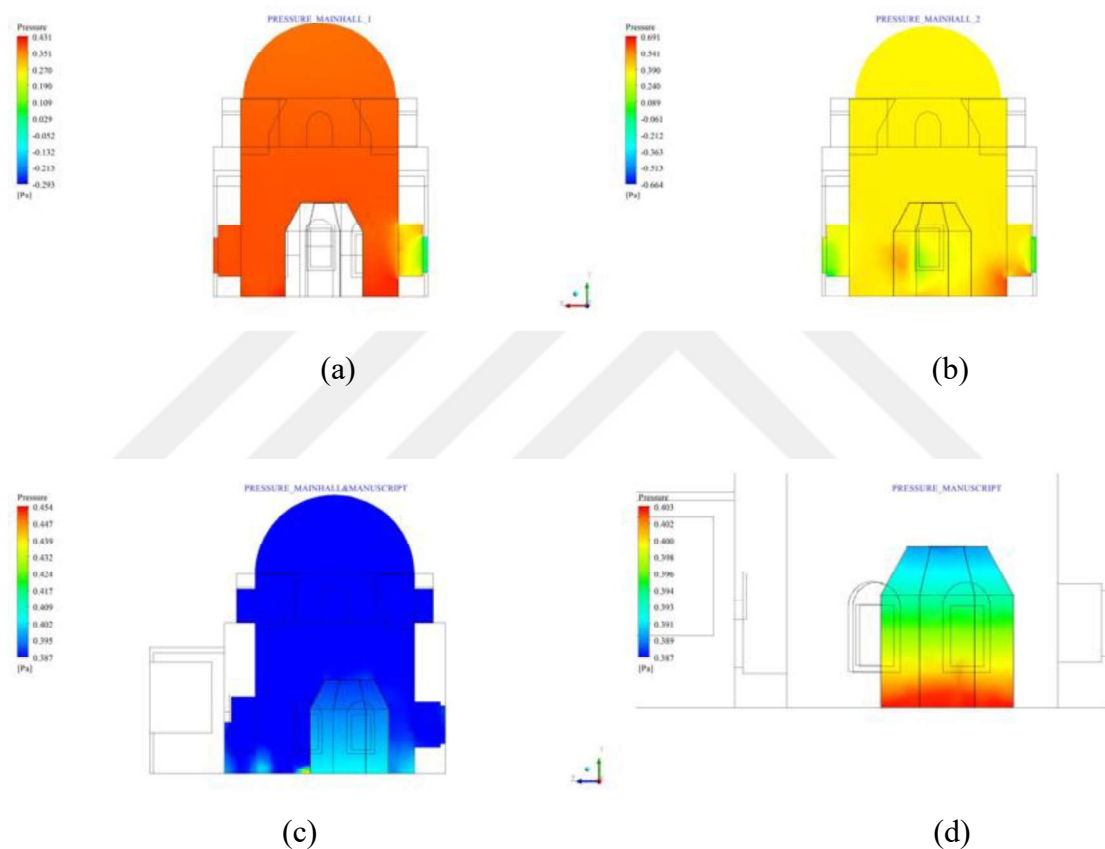 PRESSURE_MAINHALL_1
Pressure
0.431
0.351
0.270
0.190
0.109
0.029
-0.052
-0.132
-0.213
-0.293
[Pa]
(a)
PRESSURE_MAINHALL_2
Pressure
0.691
0.541
0.390
0.240
0.089
-0.061
-0.212
-0.363
-0.513
-0.664
[Pa]
(b)
PRESSURE_MAINHALL&MANUSCRIPT
Pressure
0.454
0.447
0.439
0.432
0.424
0.417
0.409
0.402
0.395
0.387
[Pa]
(c)
PRESSURE_MANUSCRIPT
Pressure
0.403
0.402
0.400
0.398
0.396
0.394
0.393
0.391
0.389
0.387
[Pa]
(d)